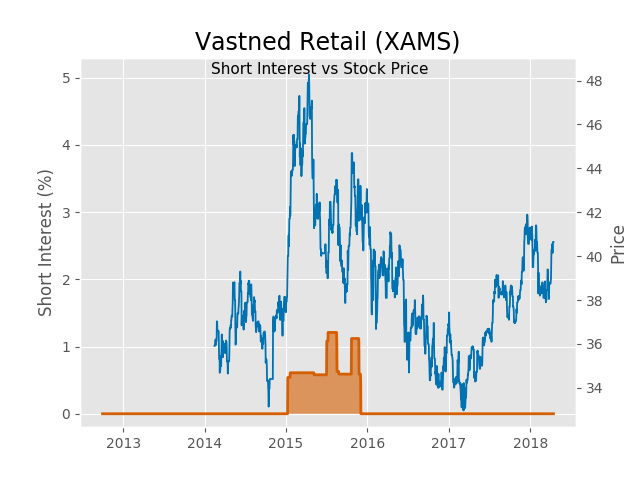 Vastned Retail (XAMS)
Short Interest vs Stock Price
Short Interest (%)
5
4
3
2
1
0
48
46
44
42
40
38
36
34
Price
2013 2014 2015 2016 2017 2018